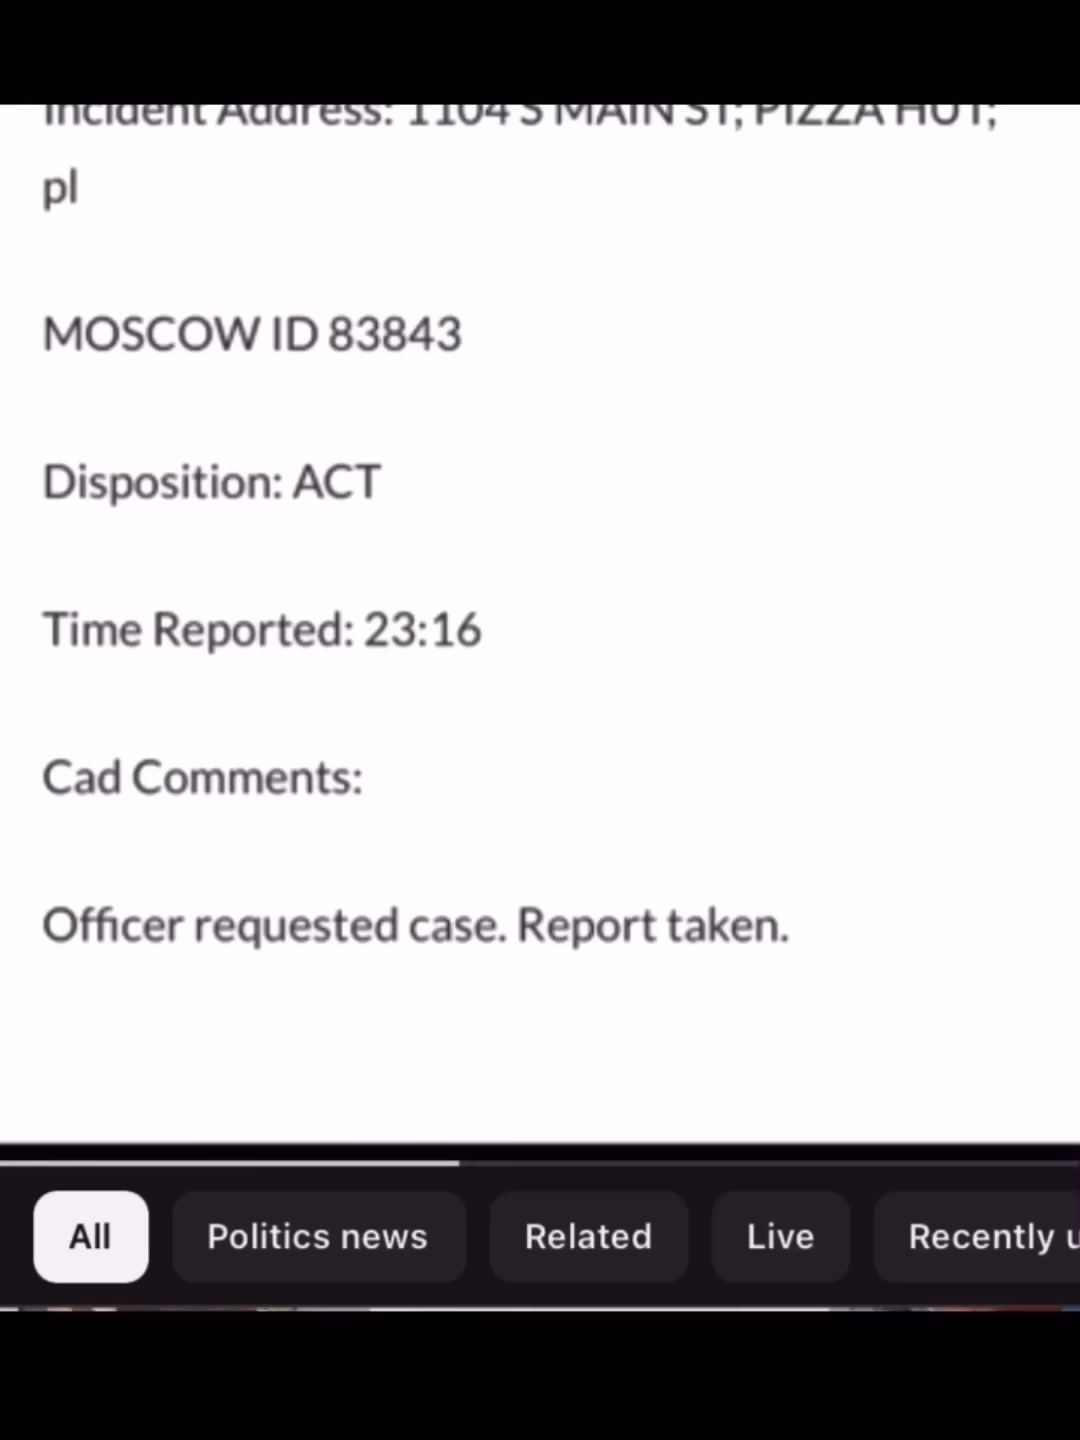 Incident Address: 1104 S MAIN ST; PIZZA HUT;
pl
MOSCOW ID 83843
Disposition: ACT
Time Reported: 23:16
Cad Comments:
Officer requested case. Report taken.
All Politics news Related Live Recently u